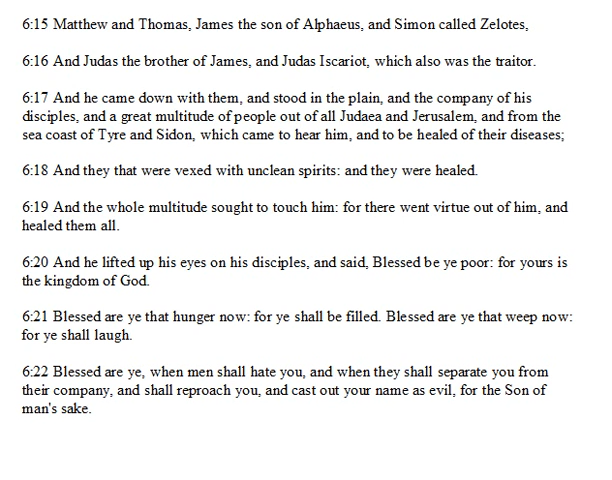 6:15 Matthew and Thomas, James the son of Alphaeus, and Simon called Zelotes,
6:16 And Judas the brother of James, and Judas Iscariot, which also was the traitor.
6:17 And he came down with them, and stood in the plain, and the company of his
disciples, and a great multitude of people out of all Judaea and Jerusalem, and from the
sea coast of Tyre and Sidon, which came to hear him, and to be healed of their diseases;
6:18 And they that were vexed with unclean spirits: and they were healed.
6:19 And the whole multitude sought to touch him: for there went virtue out of him, and
healed them all.
6:20 And he lifted up his eyes on his disciples, and said, Blessed be ye poor: for yours is
the kingdom of God.
6:21 Blessed are ye that hunger now: for ye shall be filled. Blessed are ye that weep now:
for ye shall laugh.
6:22 Blessed are ye, when men shall hate you, and when they shall separate you from
their company, and shall reproach you, and cast out your name as evil, for the Son of
man's sake.